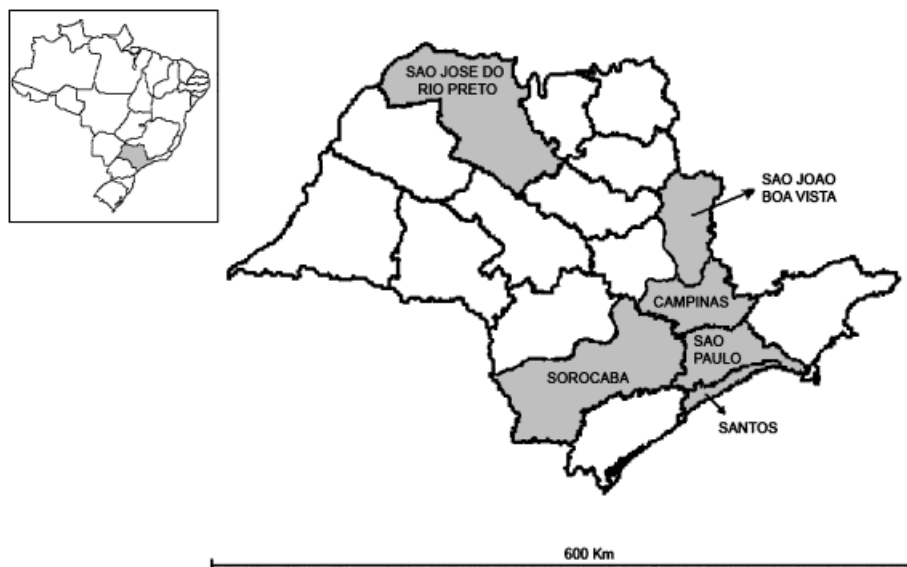 SAO JOSE DO
RIO PRETO
SAO JOAO
BOA VISTA
CAMPINAS
SAO
PAULO
SOROCABA
SANTOS
600 Km